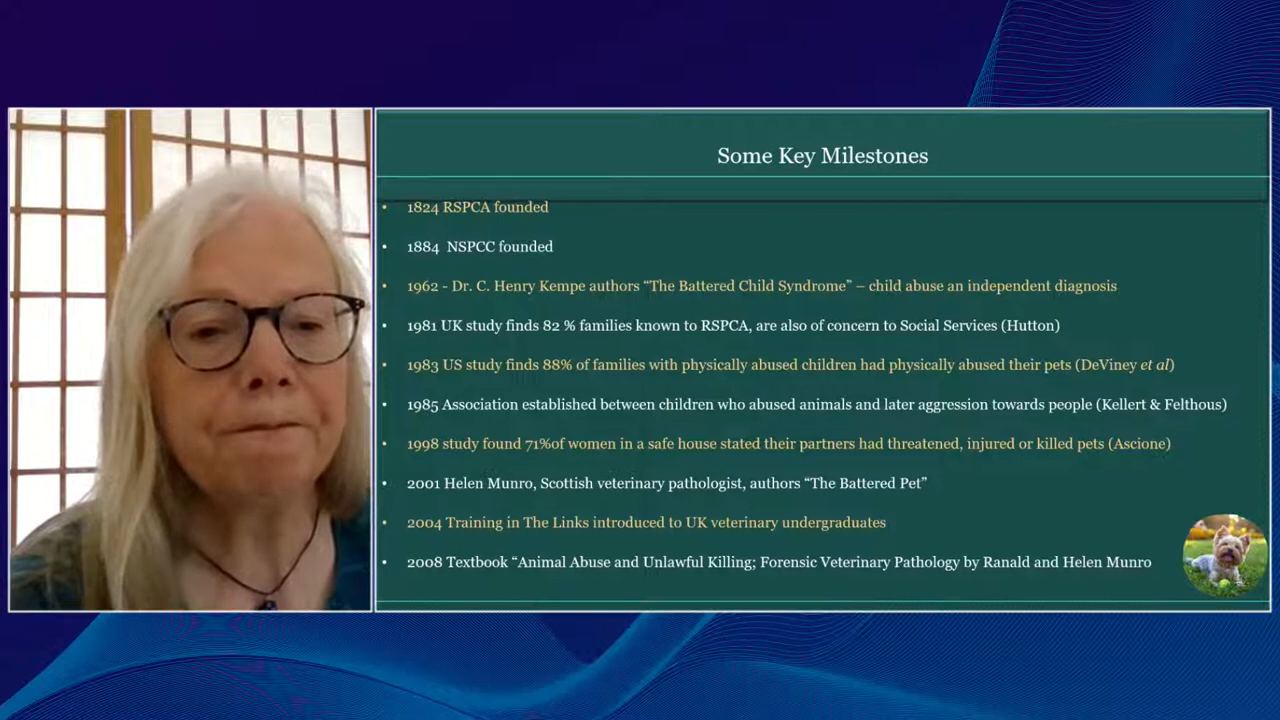 Some Key Milestones
• 1824 RSPCA founded
• 1884 NSPCC founded
• 1962 - Dr. C. Henry Kempe authors “The Battered Child Syndrome” – child abuse an independent diagnosis
• 1981 UK study finds 82 % families known to RSPCA, are also of concern to Social Services (Hutton)
• 1983 US study finds 88% of families with physically abused children had physically abused their pets (DeViney et al)
• 1985 Association established between children who abused animals and later aggression towards people (Kellert & Felthous)
• 1998 study found 71%of women in a safe house stated their partners had threatened, injured or killed pets (Ascione)
• 2001 Helen Munro, Scottish veterinary pathologist, authors “The Battered Pet”
• 2004 Training in The Links introduced to UK veterinary undergraduates
• 2008 Textbook “Animal Abuse and Unlawful Killing; Forensic Veterinary Pathology by Ranald and Helen Munro